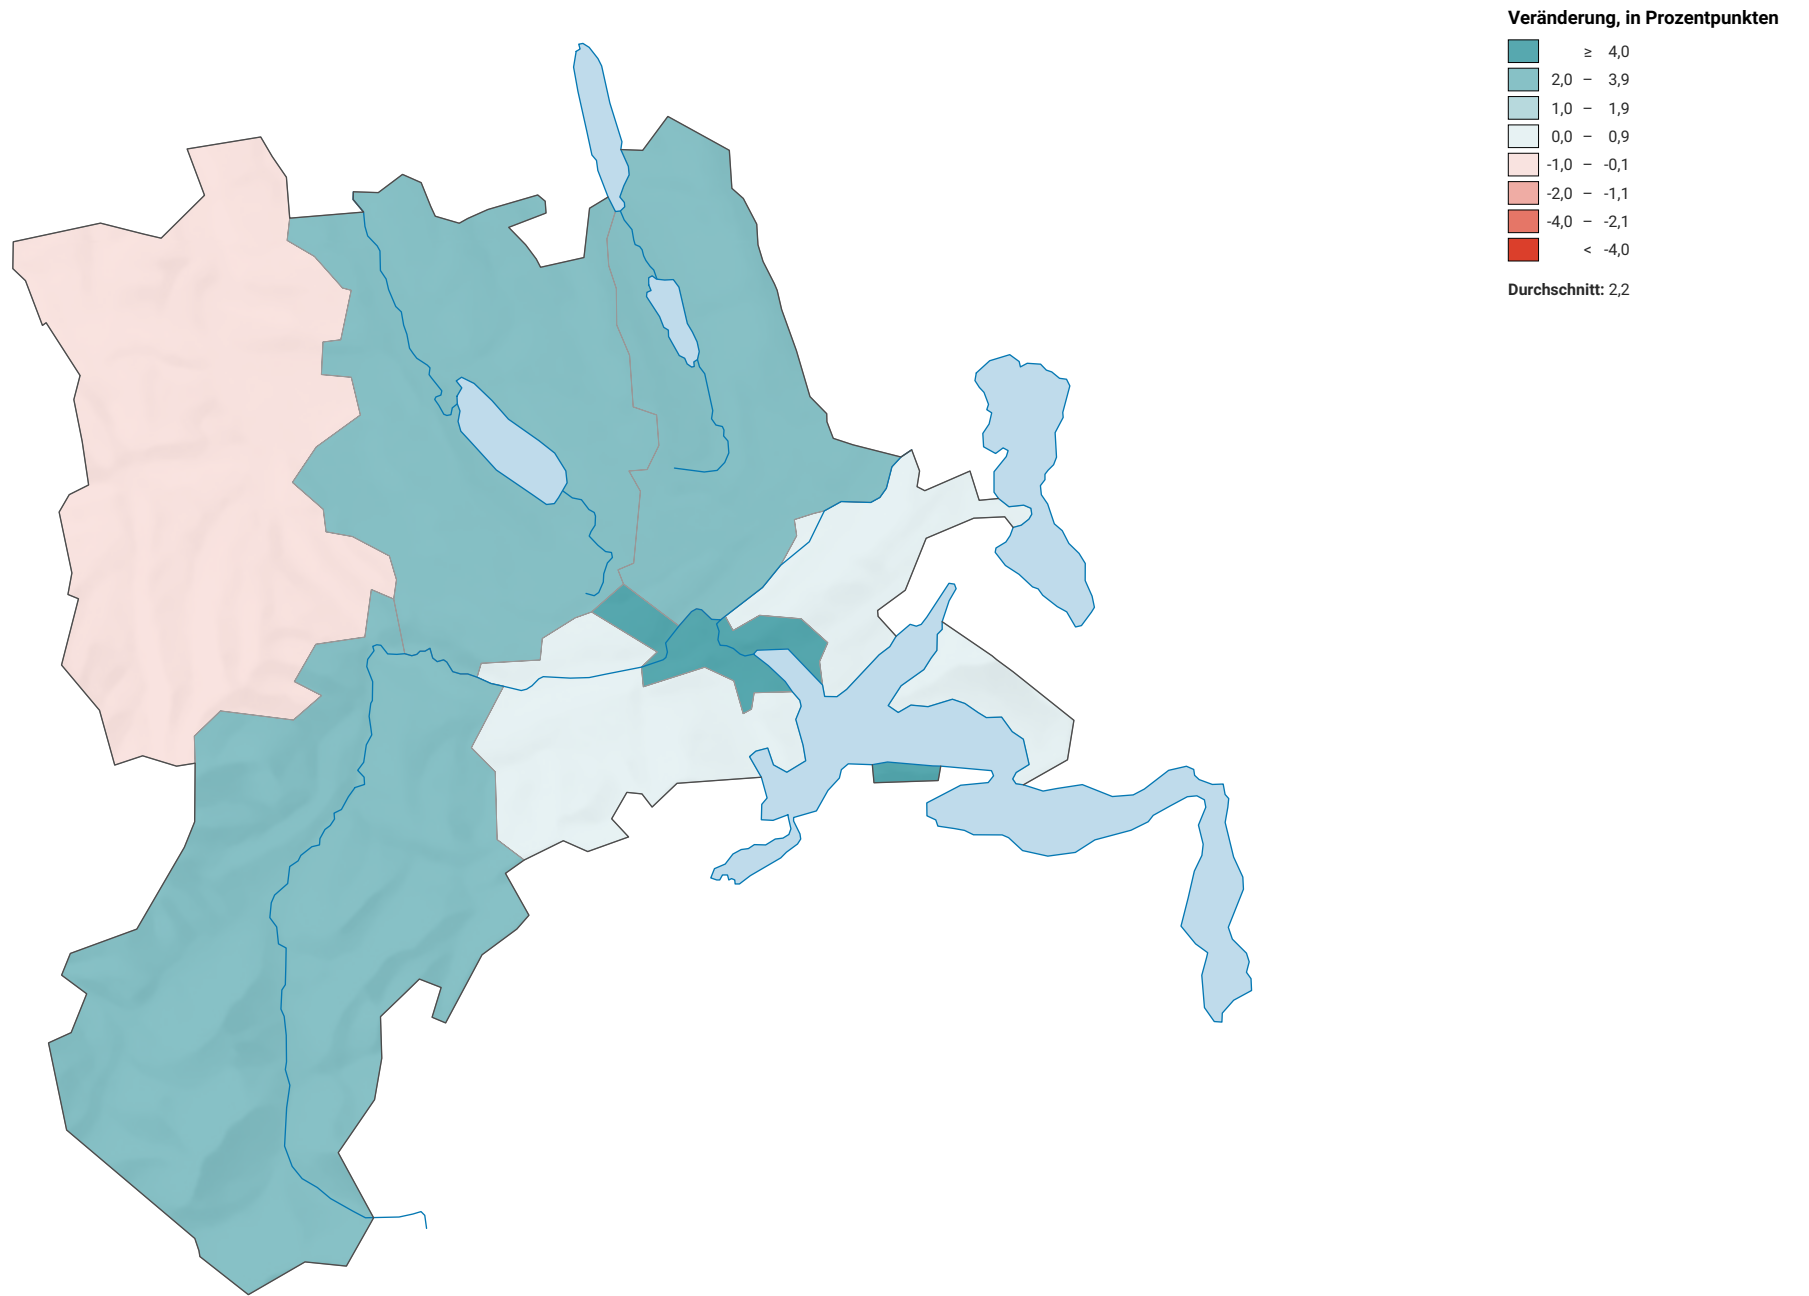 Veränderung, in Prozentpunkten
≥ 4,0
2,0 – 3,9
1,0 – 1,9
0,0 – 0,9
-1,0 – -0,1
-2,0 – -1,1
-4,0 – -2,1
< -4,0
Durchschnitt: 2,2